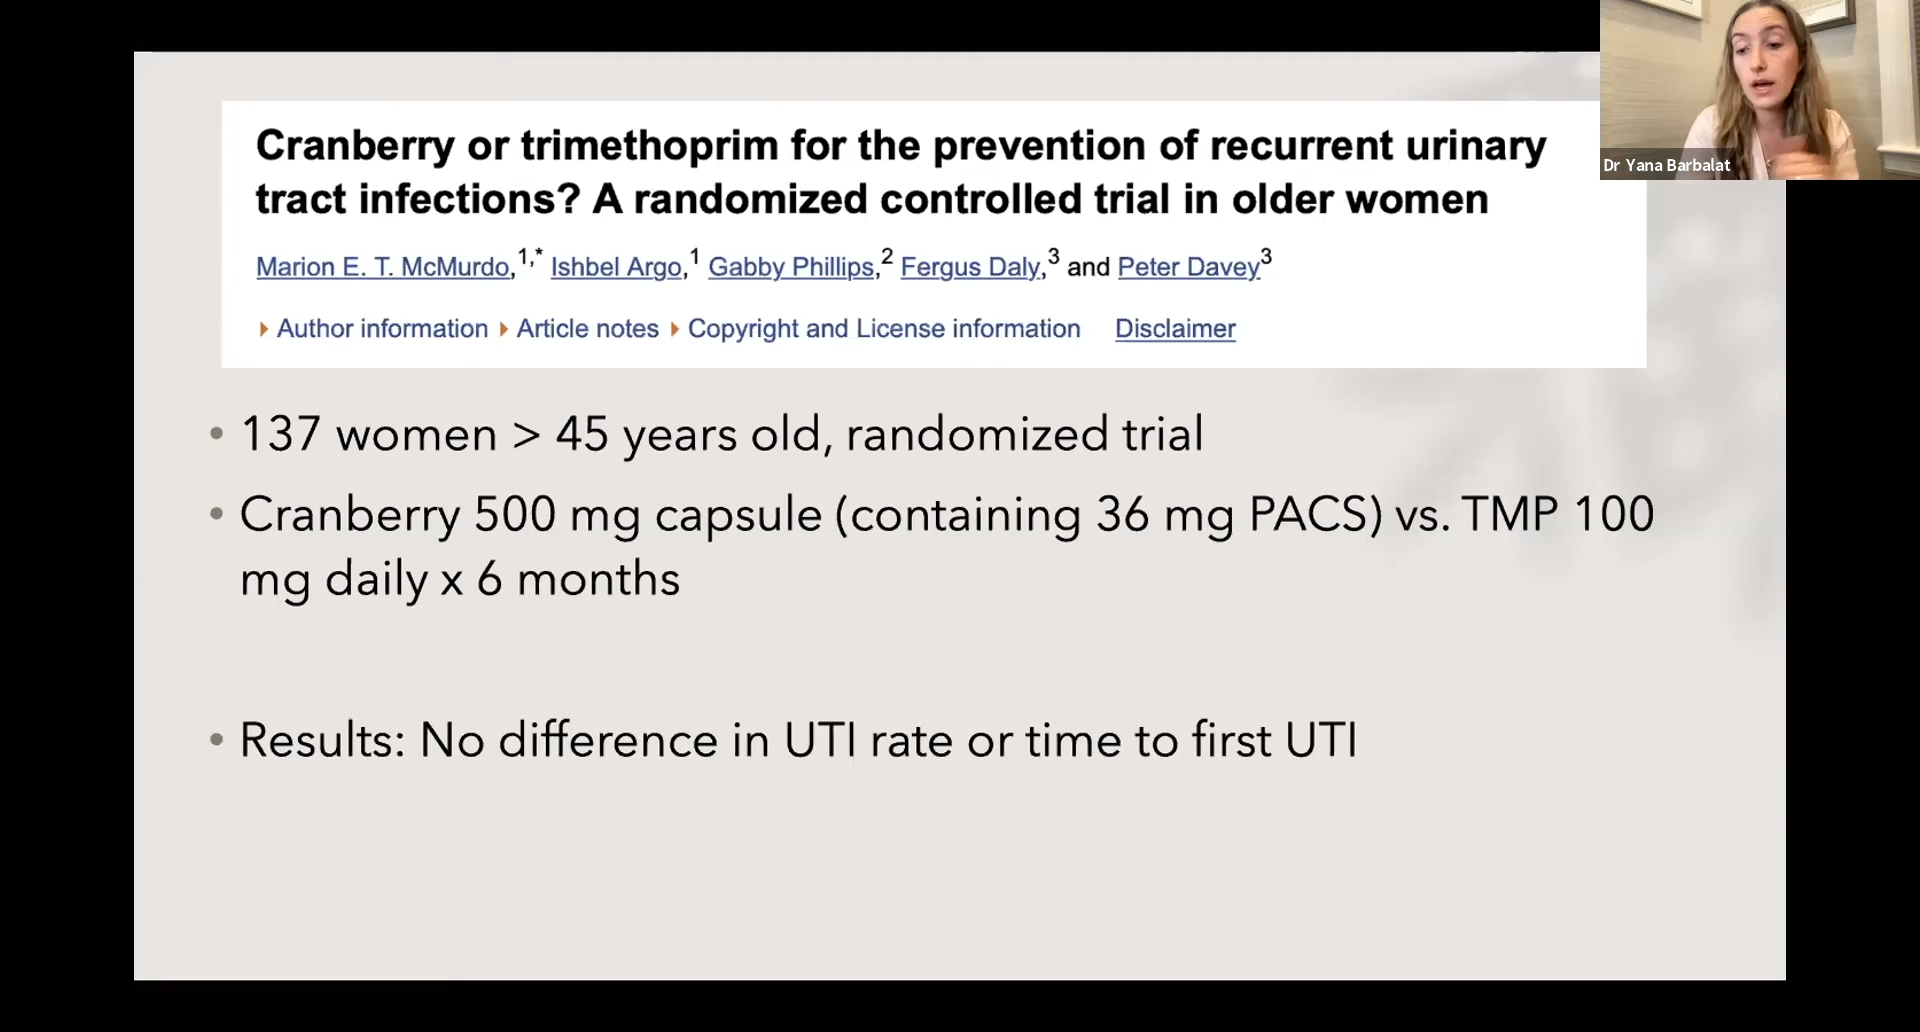 Cranberry or trimethoprim for the prevention of recurrent urinary
tract infections? A randomized controlled trial in older women
Marion E. T. McMurdo,1,* Ishbel Argo,1 Gabby Phillips,2 Fergus Daly,3 and Peter Davey3
Author information Article notes Copyright and License information Disclaimer
• 137 women > 45 years old, randomized trial
• Cranberry 500 mg capsule (containing 36 mg PACS) vs. TMP 100
mg daily x 6 months
• Results: No difference in UTI rate or time to first UTI
Dr Yana Barbalat